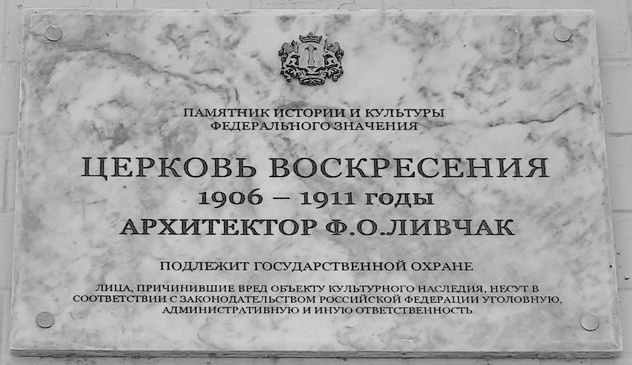 ПАМЯТНИК ИСТОРИИ И КУЛЬТУРЫ
ФЕДЕРАЛЬНОГО ЗНАЧЕНИЯ
ЦЕРКОВЬ ВОСКРЕСЕНИЯ
1906 – 1911 ГОДЫ
АРХИТЕКТОР Ф.О.ЛИВЧАК
ПОДЛЕЖИТ ГОСУДАРСТВЕННОЙ ОХРАНЕ
ЛИЦА, ПРИЧИНИВШИЕ ВРЕД ОБЪЕКТУ КУЛЬТУРНОГО НАСЛЕДИЯ, НЕСУТ В
СООТВЕТСТВИИ С ЗАКОНОДАТЕЛЬСТВОМ РОССИЙСКОЙ ФЕДЕРАЦИИ УГОЛОВНУЮ,
АДМИНИСТРАТИВНУЮ И ИНУЮ ОТВЕТСТВЕННОСТЬ